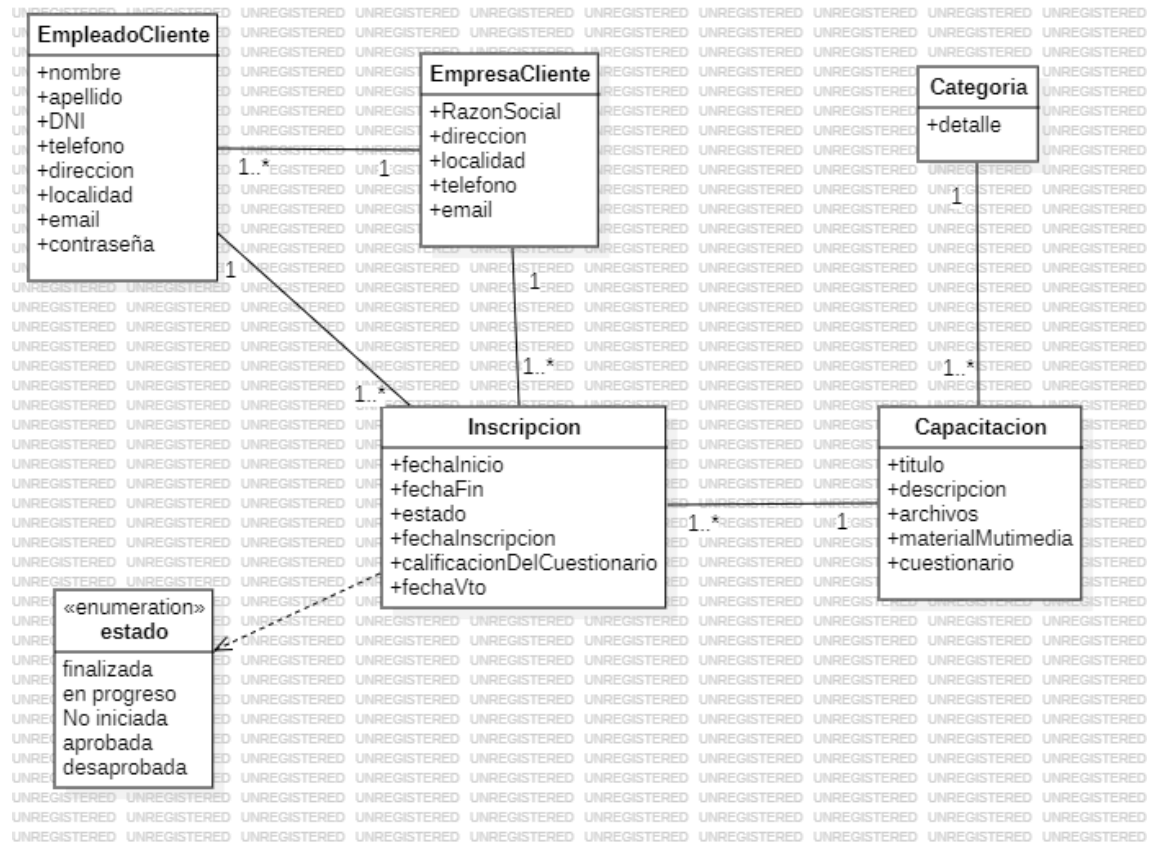 EmpleadoCliente
+nombre
+apellido
+DNI
+telefono
+direccion
+localidad
+email
+contraseña
EmpresaCliente
+RazonSocial
+direccion
+localidad
+telefono
+email
Categoria
+detalle
1..*
1
1
1..*
1
1..*
1
1..*
Inscripcion
+fechaInicio
+fechaFin
+estado
+fechaInscripcion
+calificacionDelCuestionario
+fechaVto
1..*
1
Capacitacion
+titulo
+descripcion
+archivos
+materialMutimedia
+cuestionario
«enumeration»
estado
finalizada
en progreso
No iniciada
aprobada
desaprobada
UNREGISTERED